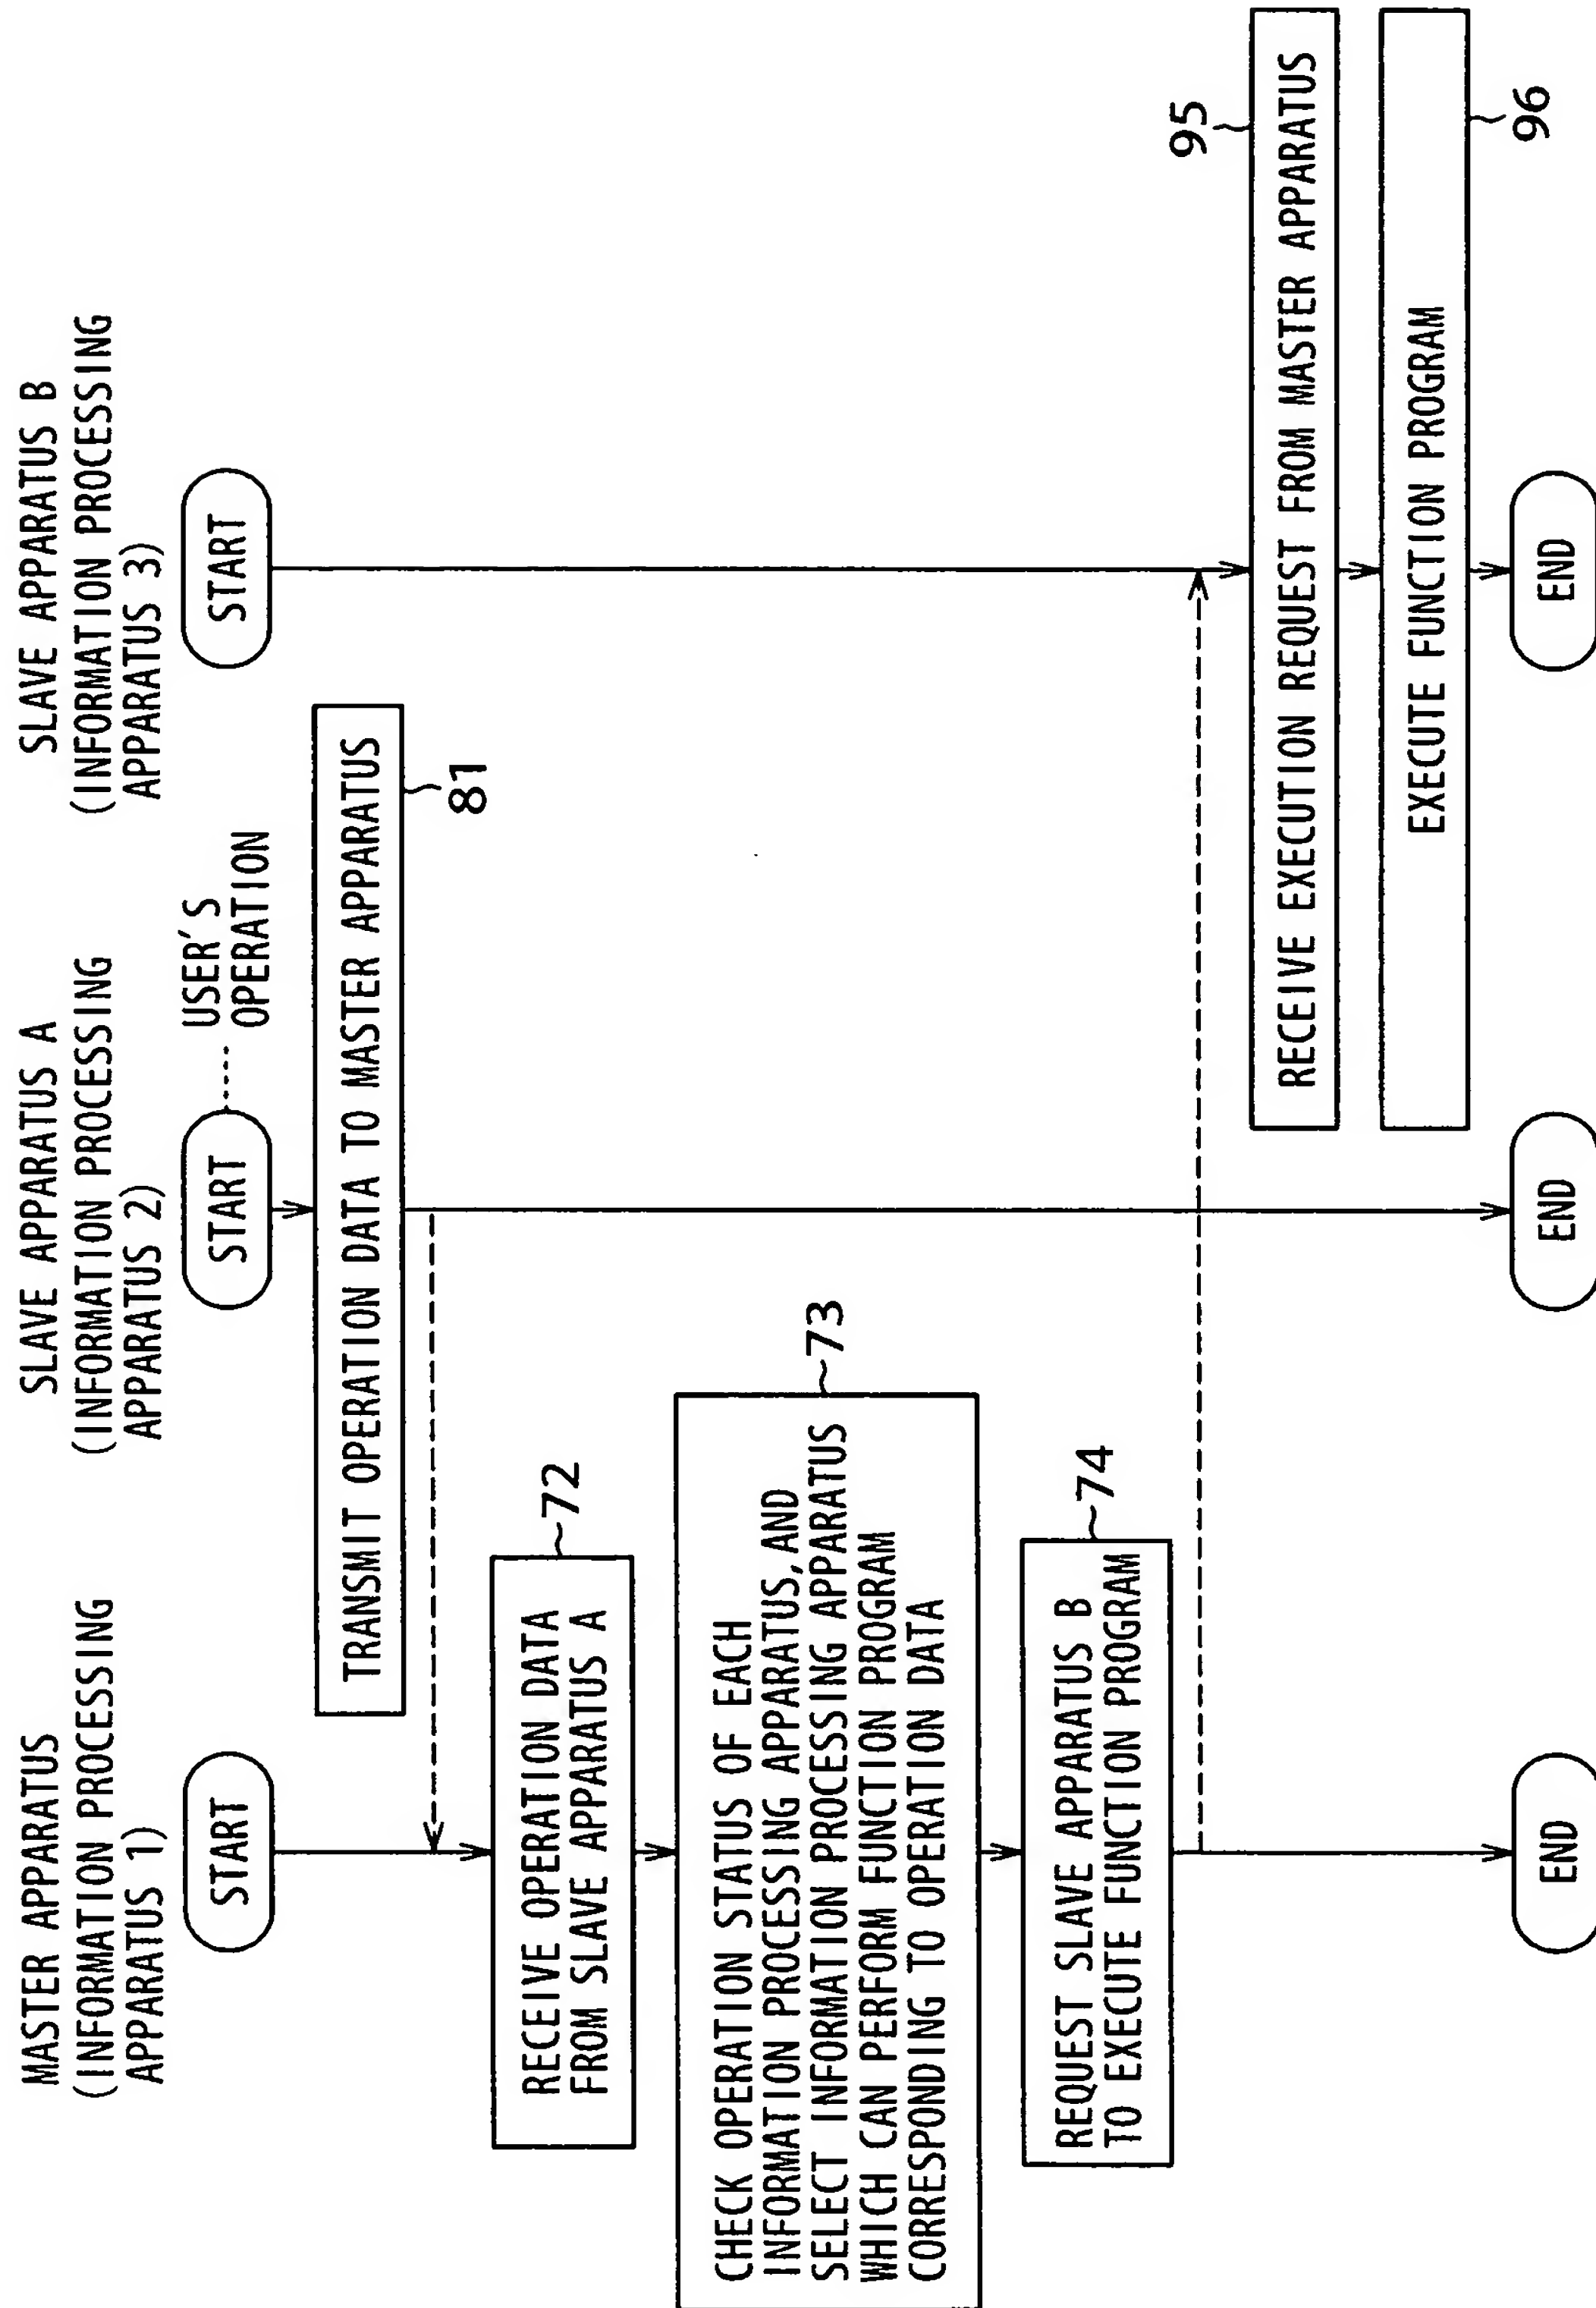 MASTER APPARATUS
(INFORMATION PROCESSING
APPARATUS 1)
START
RECEIVE OPERATION DATA
FROM SLAVE APPARATUS A
72
CHECK OPERATION STATUS OF EACH
INFORMATION PROCESSING APPARATUS, AND
SELECT INFORMATION PROCESSING APPARATUS
WHICH CAN PERFORM FUNCTION PROGRAM
CORRESPONDING TO OPERATION DATA
73
REQUEST SLAVE APPARATUS B
TO EXECUTE FUNCTION PROGRAM
74
END
SLAVE APPARATUS A
(INFORMATION PROCESSING
APPARATUS 2)
START
USER'S
OPERATION
TRANSMIT OPERATION DATA TO MASTER APPARATUS
81
END
SLAVE APPARATUS B
(INFORMATION PROCESSING
APPARATUS 3)
START
RECEIVE EXECUTION REQUEST FROM MASTER APPARATUS
95
EXECUTE FUNCTION PROGRAM
96
END